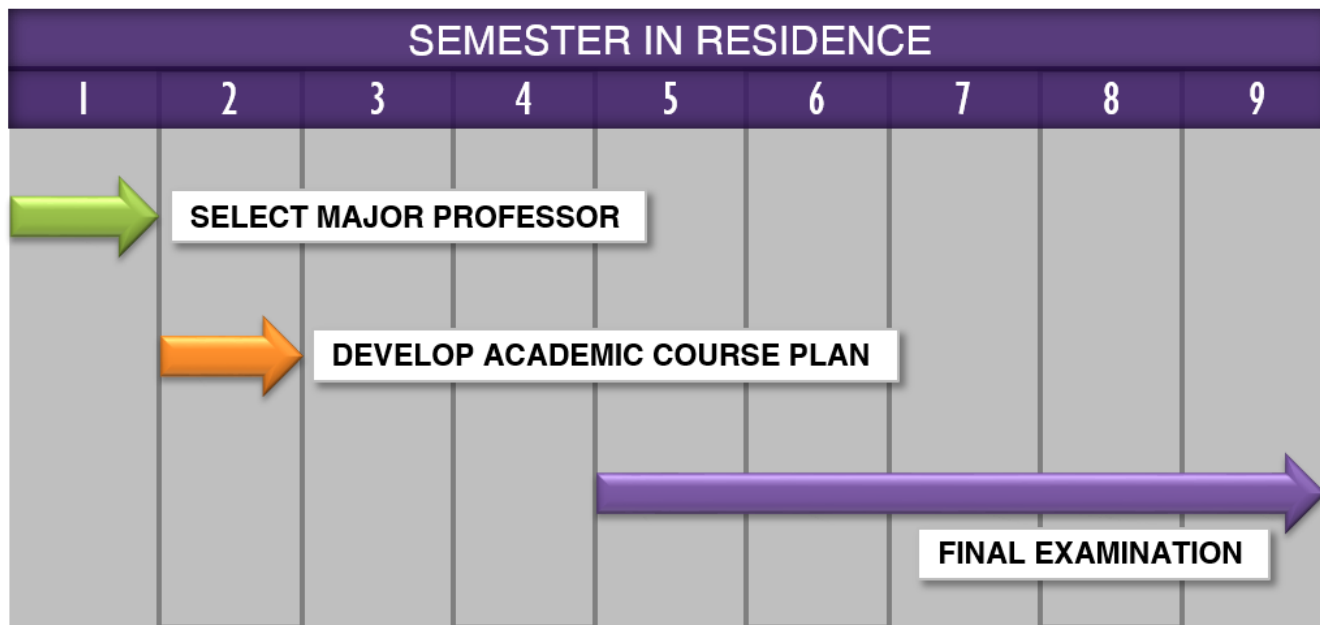 SEMESTER IN RESIDENCE
1 2 3 4 5 6 7 8 9
SELECT MAJOR PROFESSOR
DEVELOP ACADEMIC COURSE PLAN
FINAL EXAMINATION